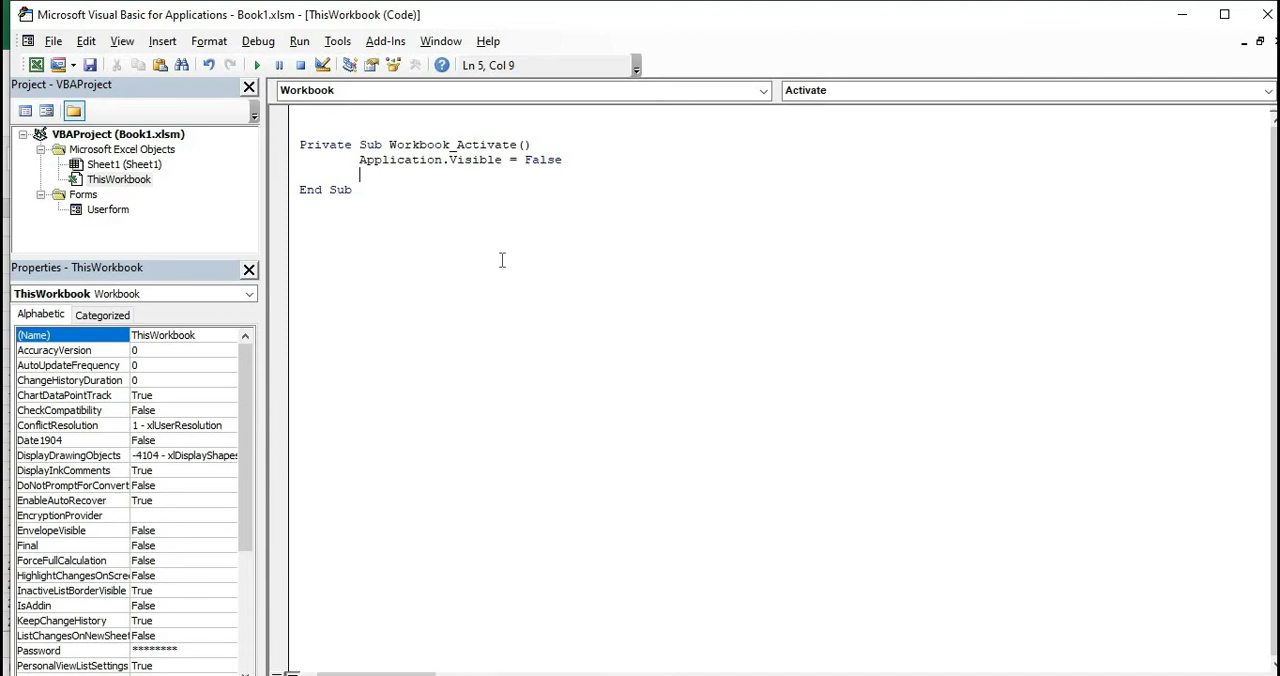 Microsoft Visual Basic for Applications - Book1.xlsm - [ThisWorkbook (Code)]
File Edit View Insert Format Debug Run Tools Add-Ins Window Help
Ln 5, Col 9
Project - VBAProject
Workbook
Activate
VBAProject (Book1.xlsm)
Microsoft Excel Objects
Sheet1 (Sheet1)
ThisWorkbook
Forms
Userform
Private Sub Workbook_Activate()
Application.Visible = False
End Sub
Properties - ThisWorkbook
ThisWorkbook Workbook
Alphabetic Categorized
(Name) ThisWorkbook
AccuracyVersion 0
AutoUpdateFrequency 0
ChangeHistoryDuration 0
ChartDataPointTrack True
CheckCompatibility False
ConflictResolution 1 - xlUserResolution
Date1904 False
DisplayDrawingObjects -4104 - xlDisplayShapes
DisplayInkComments True
DoNotPromptForConvert False
EnableAutoRecover True
EncryptionProvider
EnvelopeVisible False
Final False
ForceFullCalculation False
HighlightChangesOnScre False
InactiveListBorderVisible True
IsAddin False
KeepChangeHistory True
ListChangesOnNewSheet False
Password ********
PersonalViewListSettings True